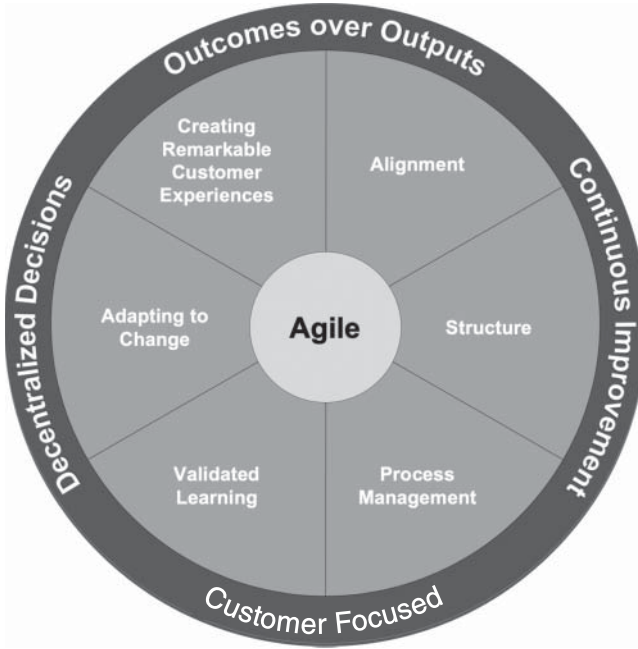 Outcomes over Outputs
Creating
Remarkable
Customer
Experiences
Alignment
Continuous Improvement
Decentralized Decisions
Adapting to
Change
Agile
Structure
Validated
Learning
Process
Management
Customer Focused